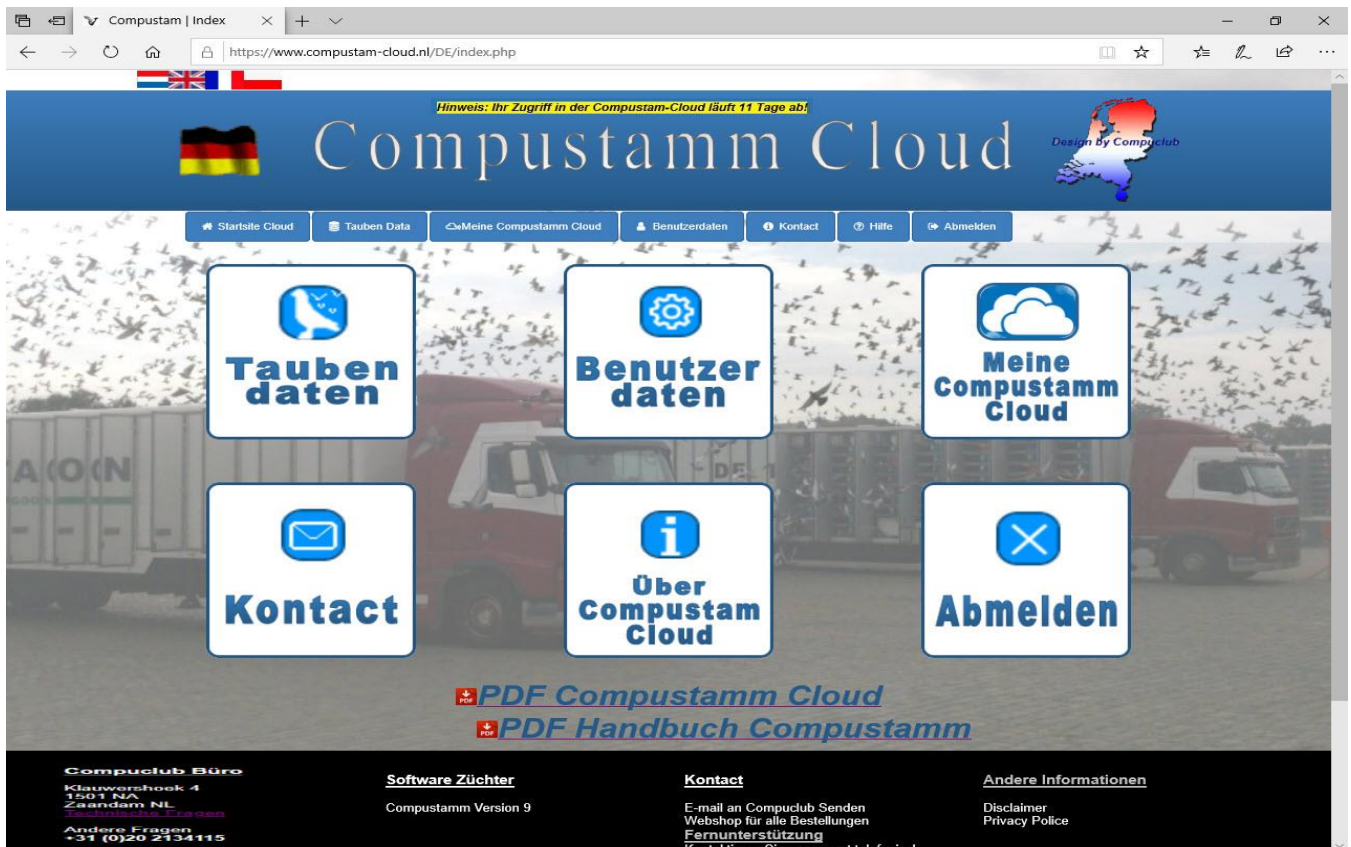 Compustam | Index
https://www.compustam-cloud.nl/DE/index.php
Hinweis: Ihr Zugriff in der Compustam-Cloud läuft 11 Tage ab!
Compustamm Cloud
Design by Compuclub
Startsite Cloud
Tauben Data
Meine Compustamm Cloud
Benutzerdaten
Kontact
Hilfe
Abmelden
Tauben
daten
Benutzer
daten
Meine
Compustamm
Cloud
Kontact
Über
Compustam
Cloud
Abmelden
PDF Compustamm Cloud
PDF Handbuch Compustamm
Compuclub Büro
Klauwershoek 4
1501 NA
Zaandam NL
Technische Fragen
Andere Fragen
+31 (0)20 2134115
Software Züchter
Compustamm Version 9
Kontact
E-mail an Compuclub Senden
Webshop für alle Bestellungen
Fernunterstützung
Andere Informationen
Disclaimer
Privacy Police